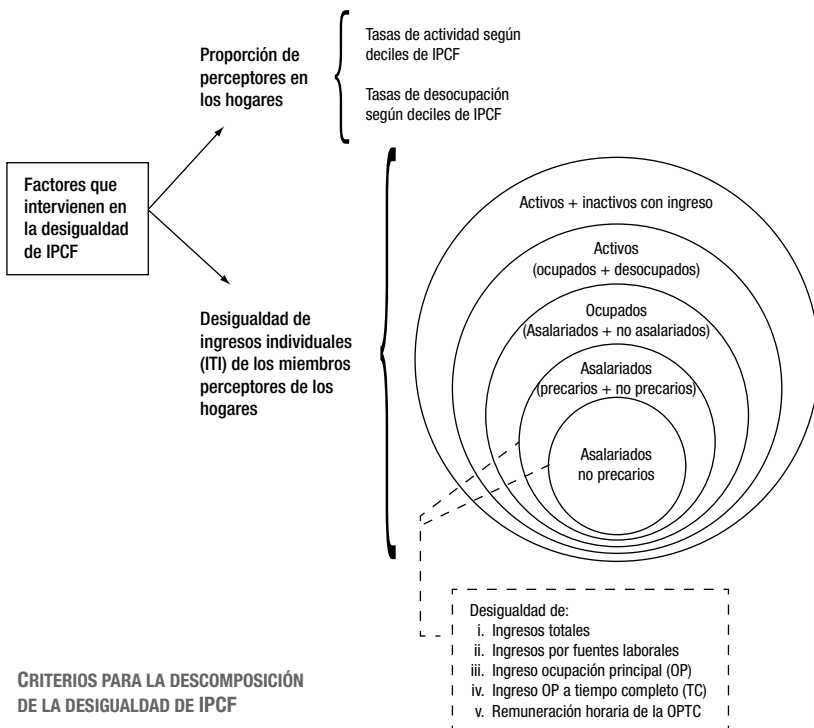 Proporción de
perceptores en
los hogares
Tasas de actividad según
deciles de IPCF
Tasas de desocupación
según deciles de IPCF
Factores que
intervienen en
la desigualdad
de IPCF
Desigualdad de
ingresos individuales
(ITI) de los miembros
perceptores de los
hogares
Activos + inactivos con ingreso
Activos
(ocupados + desocupados)
Ocupados
(Asalariados + no asalariados)
Asalariados
(precarios + no precarios)
Asalariados
no precarios
Desigualdad de:
i. Ingresos totales
ii. Ingresos por fuentes laborales
iii. Ingreso ocupación principal (OP)
iv. Ingreso OP a tiempo completo (TC)
v. Remuneración horaria de la OPTC
CRITERIOS PARA LA DESCOMPOSICIÓN
DE LA DESIGUALDAD DE IPCF